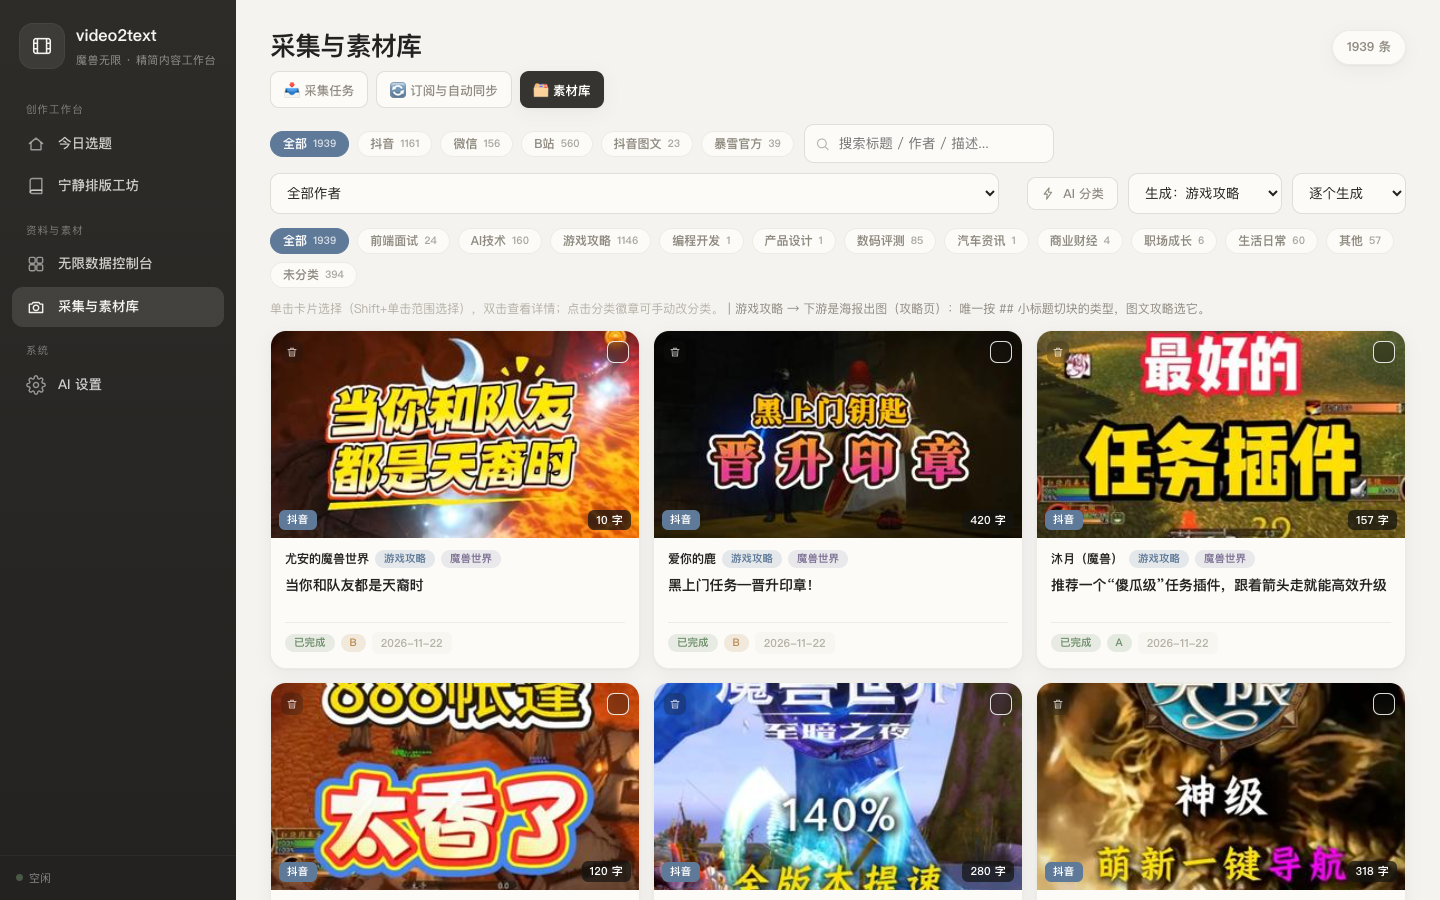 video2text
魔兽无限 · 精简内容工作台
创作工作台
今日选题
宁静排版工坊
资料与素材
无限数据控制台
采集与素材库
系统
AI 设置
空闲
采集与素材库
1939 条
采集任务
订阅与自动同步
素材库
全部 1939
抖音 1161
微信 156
B站 560
抖音图文 23
暴雪官方 39
搜索标题 / 作者 / 描述...
全部作者
AI 分类
生成：游戏攻略
逐个生成
全部 1939
前端面试 24
AI技术 160
游戏攻略 1146
编程开发 1
产品设计 1
数码评测 85
汽车资讯 1
商业财经 4
职场成长 6
生活日常 60
其他 57
未分类 394
单击卡片选择（Shift+单击范围选择），双击查看详情；点击分类徽章可手动改分类。 | 游戏攻略 → 下游是海报出图（攻略页）：唯一按 ## 小标题切块的类型，图文攻略选它。
当你和队友
都是天裔时
抖音
10 字
尤安的魔兽世界
游戏攻略
魔兽世界
当你和队友都是天裔时
已完成
B
2026-11-22
黑上门钥匙
晋升印章
抖音
420 字
爱你的鹿
游戏攻略
魔兽世界
黑上门任务—晋升印章！
已完成
B
2026-11-22
最好的
任务插件
抖音
157 字
沐月（魔兽）
游戏攻略
魔兽世界
推荐一个“傻瓜级”任务插件，跟着箭头走就能高效升级
已完成
A
2026-11-22
888帐篷
太香了
抖音
120 字
魔兽世界
至暗之夜
140%
全版本提速
抖音
280 字
无限
神级
萌新一键导航
抖音
318 字